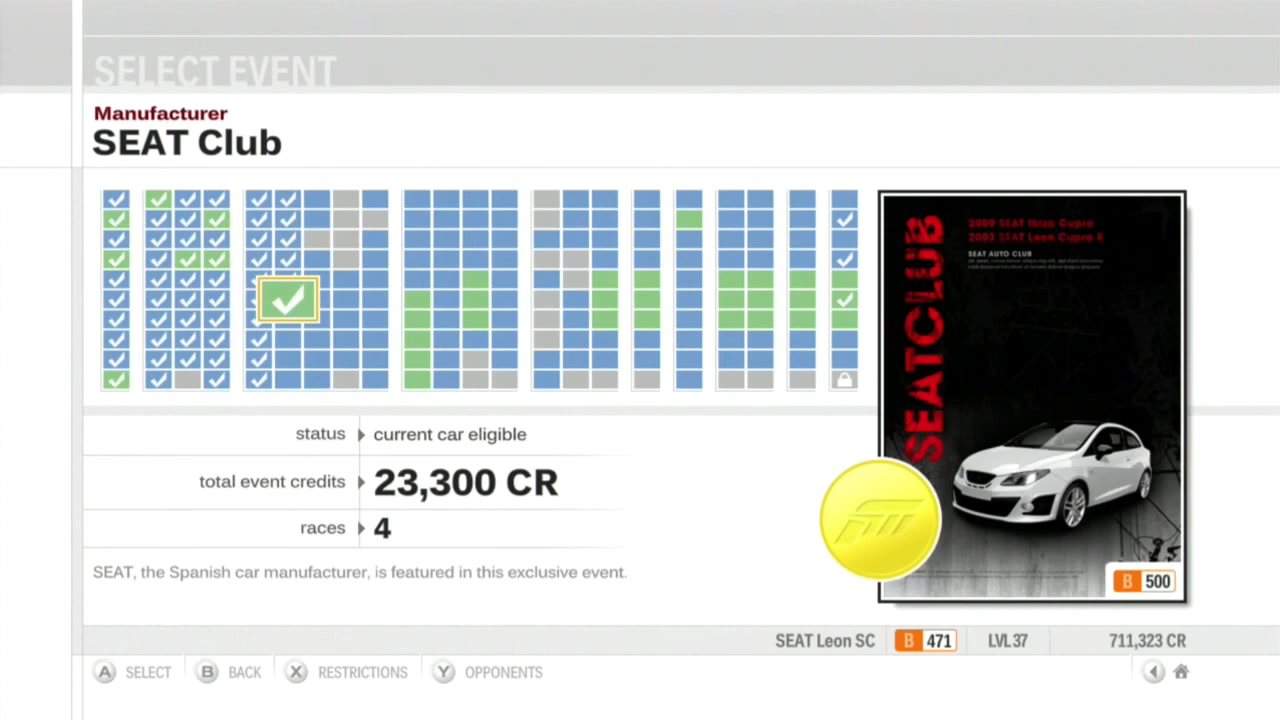 SELECT EVENT
Manufacturer
SEAT Club
SEATCLUB
2009 SEAT Ibiza Cupra
2003 SEAT Leon Cupra R
SEAT AUTO CLUB
B 500
status current car eligible
total event credits 23,300 CR
races 4
SEAT, the Spanish car manufacturer, is featured in this exclusive event.
SEAT Leon SC B 471 LVL 37 711,323 CR
A SELECT B BACK X RESTRICTIONS Y OPPONENTS